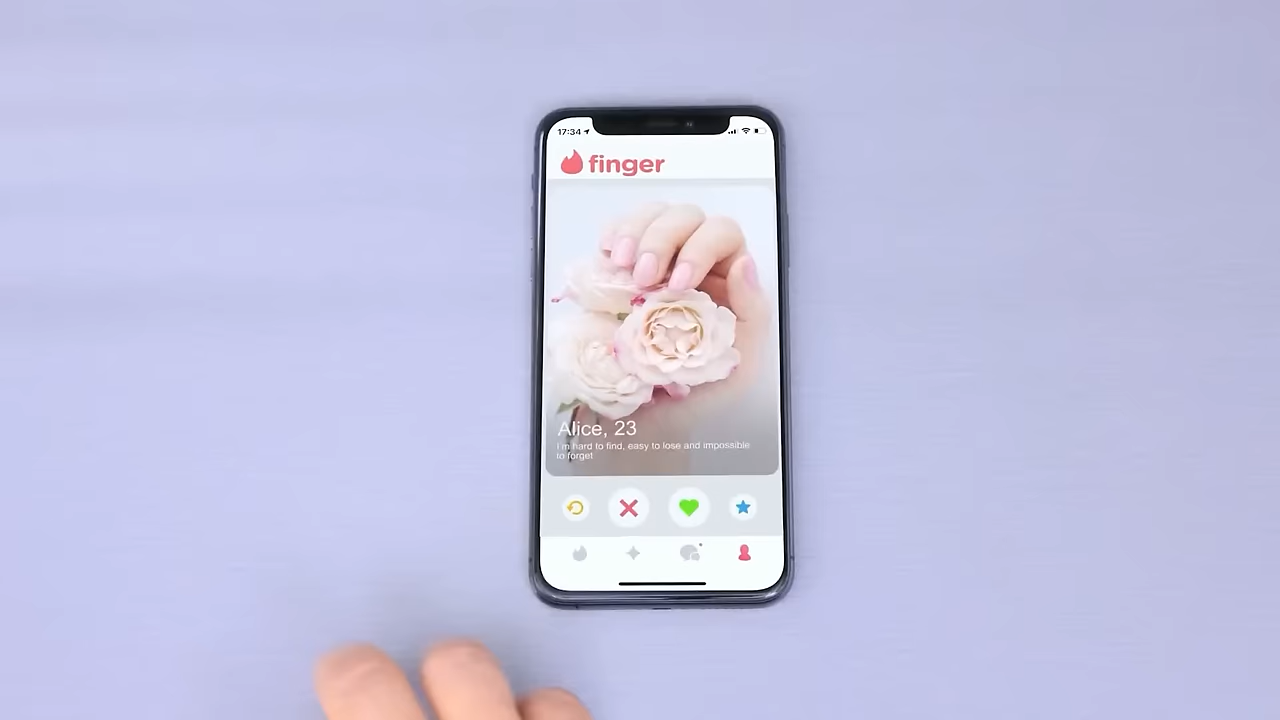 17:34
finger
Alice, 23
I'm hard to find, easy to lose and impossible
to forget